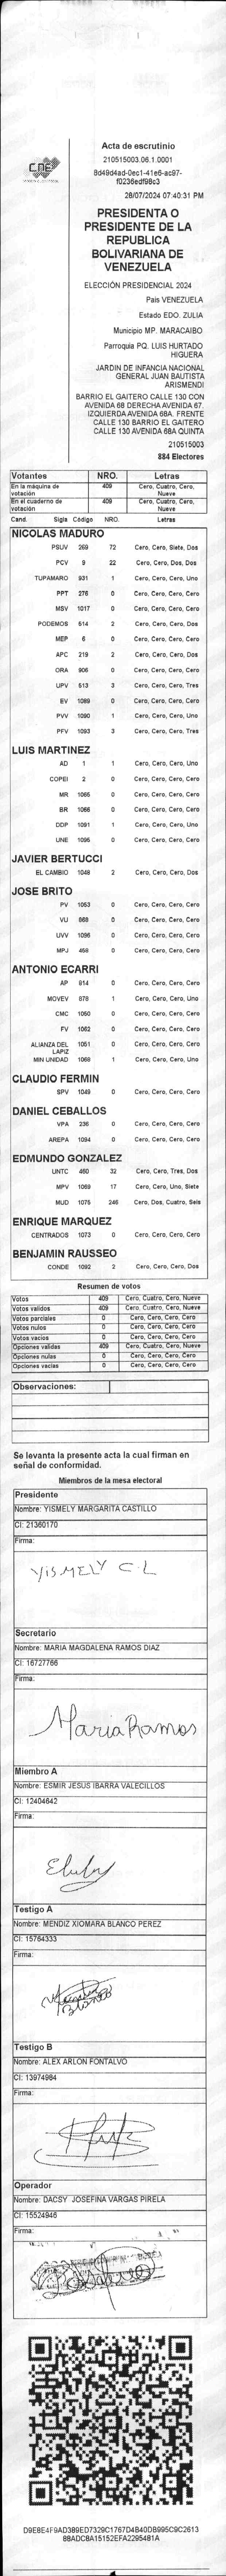 CNE
Acta de escrutinio
210515003.06.1.0001
8d49d4ad-0ec1-41e6-ac97-
f0236edf98c3
28/07/2024 07:40:31 PM
PRESIDENTA O
PRESIDENTE DE LA
REPUBLICA
BOLIVARIANA DE
VENEZUELA
ELECCIÓN PRESIDENCIAL 2024
Pais VENEZUELA
Estado EDO. ZULIA
Municipio MP. MARACAIBO
Parroquia PQ. LUIS HURTADO
HIGUERA
JARDIN DE INFANCIA NACIONAL
GENERAL JUAN BAUTISTA
ARISMENDI
BARRIO EL GAITERO CALLE 130 CON
AVENIDA 68 DERECHA AVENIDA 67.
IZQUIERDA AVENIDA 68A. FRENTE
CALLE 130 BARRIO EL GAITERO
CALLE 130 AVENIDA 68A QUINTA
210515003
884 Electores
Votantes NRO. Letras
En la máquina de votación 409 Cero, Cuatro, Cero, Nueve
En el cuaderno de votación 409 Cero, Cuatro, Cero, Nueve
Cand. Sigla Código NRO. Letras
NICOLAS MADURO
PSUV 269 72 Cero, Cero, Siete, Dos
PCV 9 22 Cero, Cero, Dos, Dos
TUPAMARO 931 1 Cero, Cero, Cero, Uno
PPT 276 0 Cero, Cero, Cero, Cero
MSV 1017 0 Cero, Cero, Cero, Cero
PODEMOS 514 2 Cero, Cero, Cero, Dos
MEP 6 0 Cero, Cero, Cero, Cero
APC 219 2 Cero, Cero, Cero, Dos
ORA 906 0 Cero, Cero, Cero, Cero
UPV 513 3 Cero, Cero, Cero, Tres
EV 1089 0 Cero, Cero, Cero, Cero
PVV 1090 1 Cero, Cero, Cero, Uno
PFV 1093 3 Cero, Cero, Cero, Tres
LUIS MARTINEZ
AD 1 1 Cero, Cero, Cero, Uno
COPEI 2 0 Cero, Cero, Cero, Cero
MR 1065 0 Cero, Cero, Cero, Cero
BR 1066 0 Cero, Cero, Cero, Cero
DDP 1091 1 Cero, Cero, Cero, Uno
UNE 1095 0 Cero, Cero, Cero, Cero
JAVIER BERTUCCI
EL CAMBIO 1048 2 Cero, Cero, Cero, Dos
JOSE BRITO
PV 1053 0 Cero, Cero, Cero, Cero
VU 868 0 Cero, Cero, Cero, Cero
UVV 1096 0 Cero, Cero, Cero, Cero
MPJ 458 0 Cero, Cero, Cero, Cero
ANTONIO ECARRI
AP 814 0 Cero, Cero, Cero, Cero
MOVEV 878 1 Cero, Cero, Cero, Uno
CMC 1050 0 Cero, Cero, Cero, Cero
FV 1052 0 Cero, Cero, Cero, Cero
ALIANZA DEL LAPIZ 1051 0 Cero, Cero, Cero, Cero
MIN UNIDAD 1068 1 Cero, Cero, Cero, Uno
CLAUDIO FERMIN
SPV 1049 0 Cero, Cero, Cero, Cero
DANIEL CEBALLOS
VPA 236 0 Cero, Cero, Cero, Cero
AREPA 1094 0 Cero, Cero, Cero, Cero
EDMUNDO GONZALEZ
UNTC 460 32 Cero, Cero, Tres, Dos
MPV 1069 17 Cero, Cero, Uno, Siete
MUD 1075 246 Cero, Dos, Cuatro, Seis
ENRIQUE MARQUEZ
CENTRADOS 1073 0 Cero, Cero, Cero, Cero
BENJAMIN RAUSSEO
CONDE 1092 2 Cero, Cero, Cero, Dos
Resumen de votos
Votos 409 Cero, Cuatro, Cero, Nueve
Votos validos 409 Cero, Cuatro, Cero, Nueve
Votos parciales 0 Cero, Cero, Cero, Cero
Votos nulos 0 Cero, Cero, Cero, Cero
Votos vacios 0 Cero, Cero, Cero, Cero
Opciones validas 409 Cero, Cuatro, Cero, Nueve
Opciones nulas 0 Cero, Cero, Cero, Cero
Opciones vacias 0 Cero, Cero, Cero, Cero
Observaciones:
Se levanta la presente acta la cual firman en
señal de conformidad.
Miembros de la mesa electoral
Presidente
Nombre: YISMELY MARGARITA CASTILLO
CI: 21360170
Firma:
YISMELY C.L
Secretario
Nombre: MARIA MAGDALENA RAMOS DIAZ
CI: 16727766
Firma:
Maria Ramos
Miembro A
Nombre: ESMIR JESUS IBARRA VALECILLOS
CI: 12404642
Firma:
Testigo A
Nombre: MENDIZ XIOMARA BLANCO PEREZ
CI: 15764333
Firma:
Blanco
Testigo B
Nombre: ALEX ARLON FONTALVO
CI: 13974984
Firma:
Operador
Nombre: DACSY JOSEFINA VARGAS PIRELA
CI: 15524946
Firma:
D9E8E4F9AD389ED7329C1767D4B40DB995C9C2613
88ADC8A15152EFA2295481A